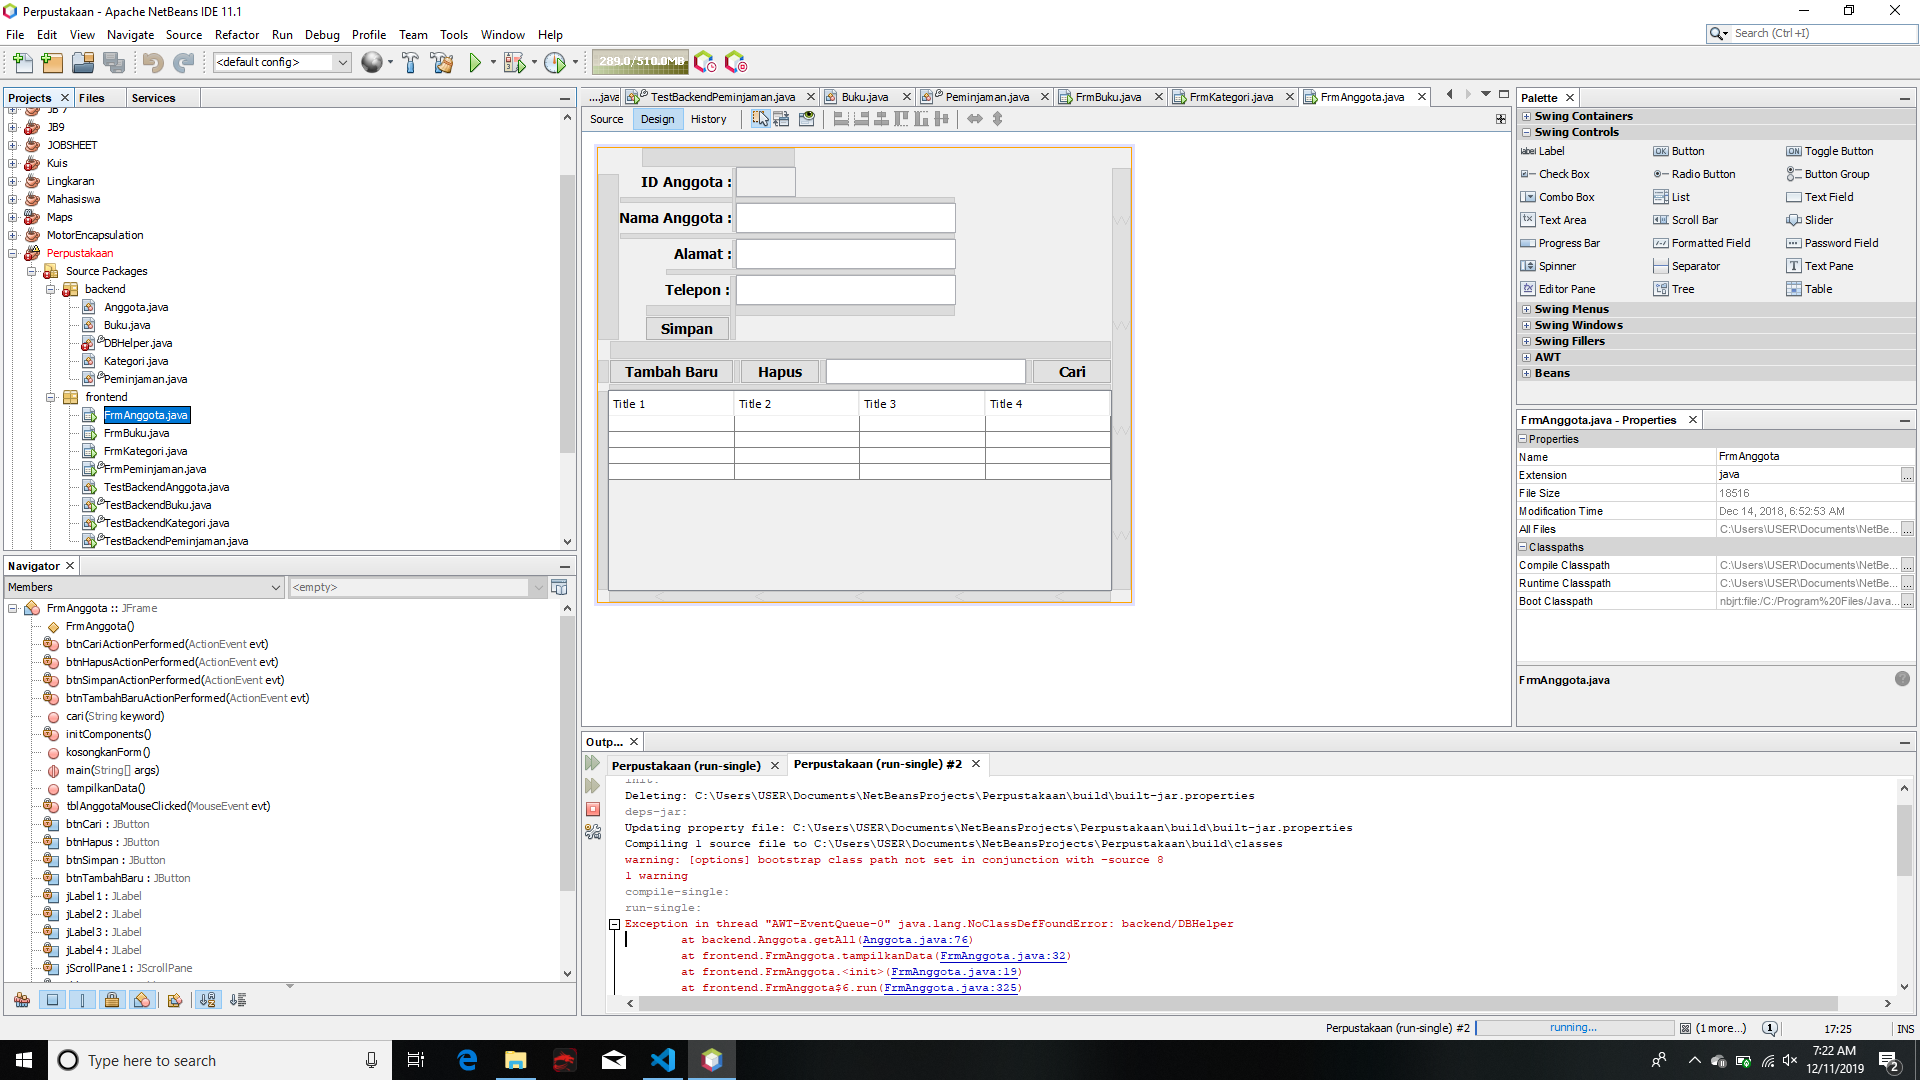 Perpustakaan - Apache NetBeans IDE 11.1
File Edit View Navigate Source Refactor Run Debug Profile Team Tools Window Help
Search (Ctrl+I)
<default config>
289.0/510.0MB
Projects Files Services
JB9
JOBSHEET
Kuis
Lingkaran
Mahasiswa
Maps
MotorEncapsulation
Perpustakaan
Source Packages
backend
Anggota.java
Buku.java
DBHelper.java
Kategori.java
Peminjaman.java
frontend
FrmAnggota.java
FrmBuku.java
FrmKategori.java
FrmPeminjaman.java
TestBackendAnggota.java
TestBackendBuku.java
TestBackendKategori.java
TestBackendPeminjaman.java
Navigator
Members
<empty>
FrmAnggota :: JFrame
FrmAnggota()
btnCariActionPerformed(ActionEvent evt)
btnHapusActionPerformed(ActionEvent evt)
btnSimpanActionPerformed(ActionEvent evt)
btnTambahBaruActionPerformed(ActionEvent evt)
cari(String keyword)
initComponents()
kosongkanForm()
main(String[] args)
tampilkanData()
tblAnggotaMouseClicked(MouseEvent evt)
btnCari : JButton
btnHapus : JButton
btnSimpan : JButton
btnTambahBaru : JButton
jLabel1 : JLabel
jLabel2 : JLabel
jLabel3 : JLabel
jLabel4 : JLabel
jScrollPane1 : JScrollPane
....java TestBackendPeminjaman.java Buku.java Peminjaman.java FrmBuku.java FrmKategori.java FrmAnggota.java
Source Design History
ID Anggota :
Nama Anggota :
Alamat :
Telepon :
Simpan
Tambah Baru Hapus Cari
Title 1 Title 2 Title 3 Title 4
Palette
Swing Containers
Swing Controls
Label Button Toggle Button
Check Box Radio Button Button Group
Combo Box List Text Field
Text Area Scroll Bar Slider
Progress Bar Formatted Field Password Field
Spinner Separator Text Pane
Editor Pane Tree Table
Swing Menus
Swing Windows
Swing Fillers
AWT
Beans
FrmAnggota.java - Properties
Properties
Name FrmAnggota
Extension java
File Size 18516
Modification Time Dec 14, 2018, 6:52:53 AM
All Files C:\Users\USER\Documents\NetBe...
Classpaths
Compile Classpath C:\Users\USER\Documents\NetBe...
Runtime Classpath C:\Users\USER\Documents\NetBe...
Boot Classpath nbjrt:file:/C:/Program%20Files/Java...
FrmAnggota.java
Outp...
Perpustakaan (run-single) Perpustakaan (run-single) #2
Deleting: C:\Users\USER\Documents\NetBeansProjects\Perpustakaan\build\built-jar.properties
deps-jar:
Updating property file: C:\Users\USER\Documents\NetBeansProjects\Perpustakaan\build\built-jar.properties
Compiling 1 source file to C:\Users\USER\Documents\NetBeansProjects\Perpustakaan\build\classes
warning: [options] bootstrap class path not set in conjunction with -source 8
1 warning
compile-single:
run-single:
Exception in thread "AWT-EventQueue-0" java.lang.NoClassDefFoundError: backend/DBHelper
at backend.Anggota.getAll(Anggota.java:76)
at frontend.FrmAnggota.tampilkanData(FrmAnggota.java:32)
at frontend.FrmAnggota.<init>(FrmAnggota.java:19)
at frontend.FrmAnggota$6.run(FrmAnggota.java:325)
Perpustakaan (run-single) #2 running... (1 more...) 1 17:25 INS
Type here to search
7:22 AM
12/11/2019
2